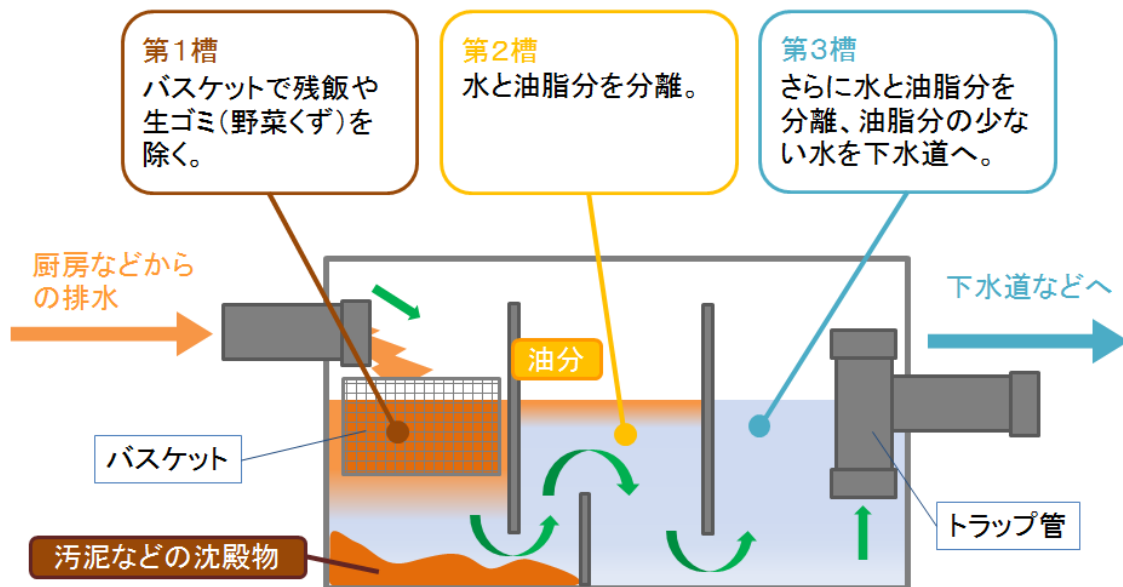 第1槽
バスケットで残飯や
生ゴミ（野菜くず）を
除く。
第2槽
水と油脂分を分離。
第3槽
さらに水と油脂分を
分離、油脂分の少な
い水を下水道へ。
厨房などから
の排水
下水道などへ
油分
バスケット
トラップ管
汚泥などの沈殿物